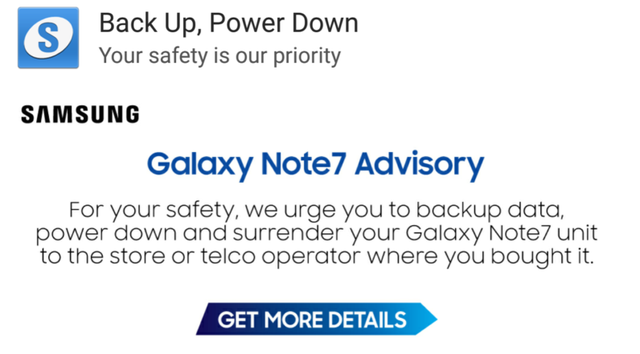 S
Back Up, Power Down
Your safety is our priority
SAMSUNG
Galaxy Note7 Advisory
For your safety, we urge you to backup data,
power down and surrender your Galaxy Note7 unit
to the store or telco operator where you bought it.
GET MORE DETAILS